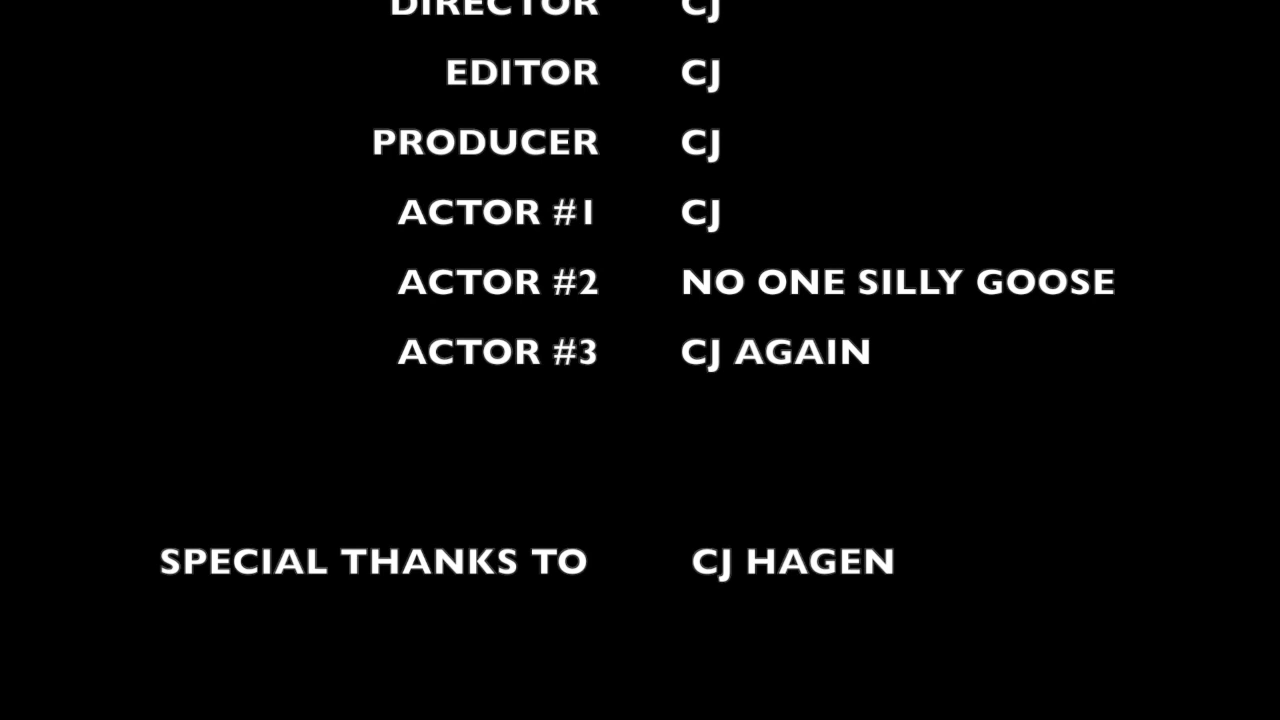 DIRECTOR CJ
EDITOR CJ
PRODUCER CJ
ACTOR #1 CJ
ACTOR #2 NO ONE SILLY GOOSE
ACTOR #3 CJ AGAIN
SPECIAL THANKS TO CJ HAGEN